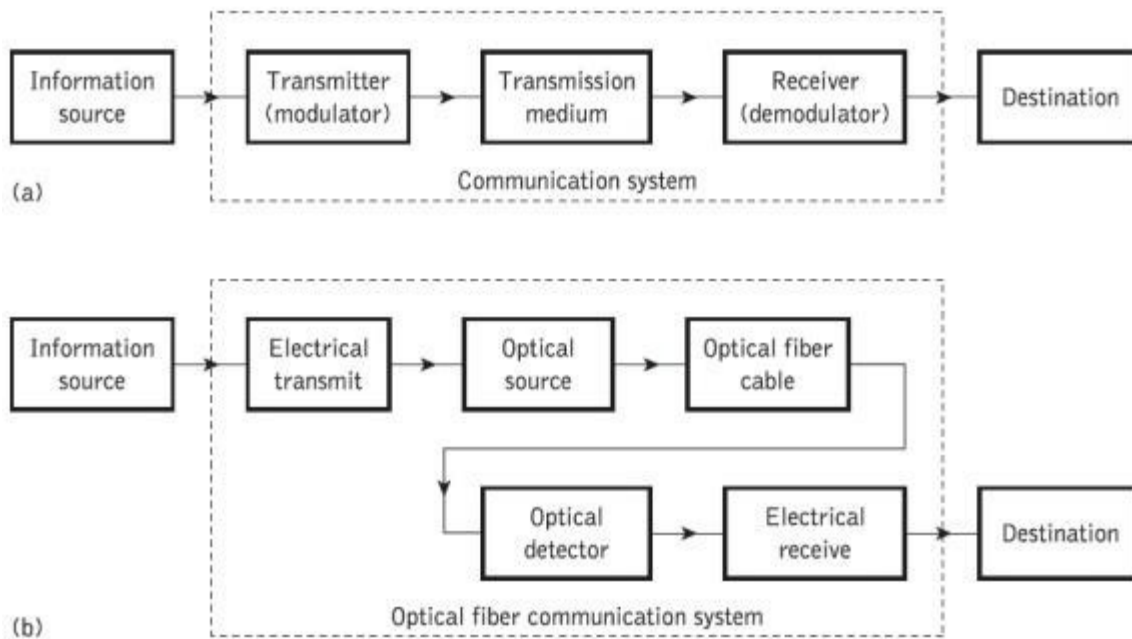 Information
source
Transmitter
(modulator)
Transmission
medium
Receiver
(demodulator)
Destination
Communication system
(a)
Information
source
Electrical
transmit
Optical
source
Optical fiber
cable
Optical
detector
Electrical
receive
Destination
Optical fiber communication system
(b)